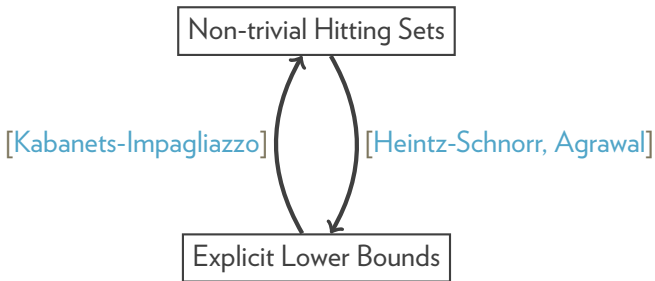 Non-trivial Hitting Sets
[Kabanets-Impagliazzo]
[Heintz-Schnorr, Agrawal]
Explicit Lower Bounds